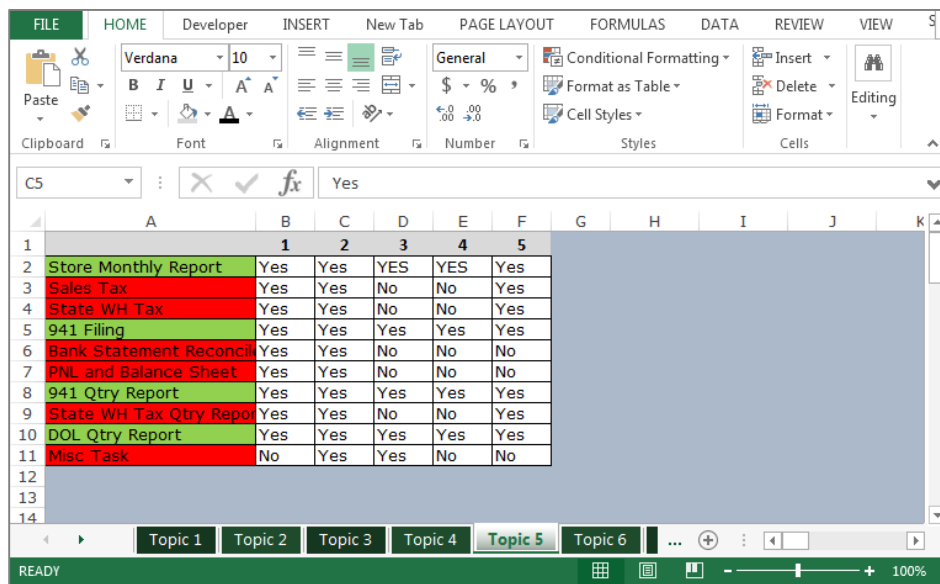 FILE HOME Developer INSERT New Tab PAGE LAYOUT FORMULAS DATA REVIEW VIEW S
Verdana 10 General Conditional Formatting Insert
Paste B I U A A $ % , Format as Table Delete Editing
A .00 .00 Cell Styles Format
Clipboard Font Alignment Number Styles Cells
C5 fx Yes
A B C D E F G H I J K
1 1 2 3 4 5
2 Store Monthly Report Yes Yes YES YES Yes
3 Sales Tax Yes Yes No No Yes
4 State WH Tax Yes Yes No No Yes
5 941 Filing Yes Yes Yes Yes Yes
6 Bank Statement Reconcil Yes Yes No No No
7 PNL and Balance Sheet Yes Yes No No No
8 941 Qtry Report Yes Yes Yes Yes Yes
9 State WH Tax Qtry Repor Yes Yes No No Yes
10 DOL Qtry Report Yes Yes Yes Yes Yes
11 Misc Task No Yes Yes No No
12
13
14
Topic 1 Topic 2 Topic 3 Topic 4 Topic 5 Topic 6 ...
READY 100%